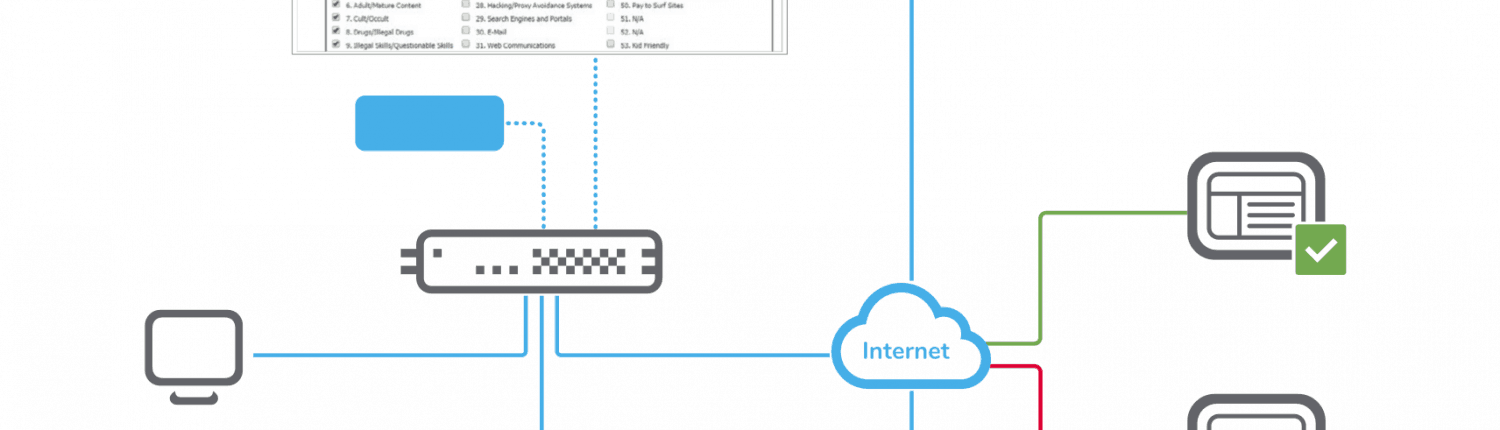 6. Adult/Mature Content 28. Hacking/Proxy Avoidance Systems 50. Pay to Surf Sites
7. Cult/Occult 29. Search Engines and Portals 51. N/A
8. Drugs/Illegal Drugs 30. E-Mail 52. N/A
9. Illegal Skills/Questionable Skills 31. Web Communications 53. Kid Friendly
Internet